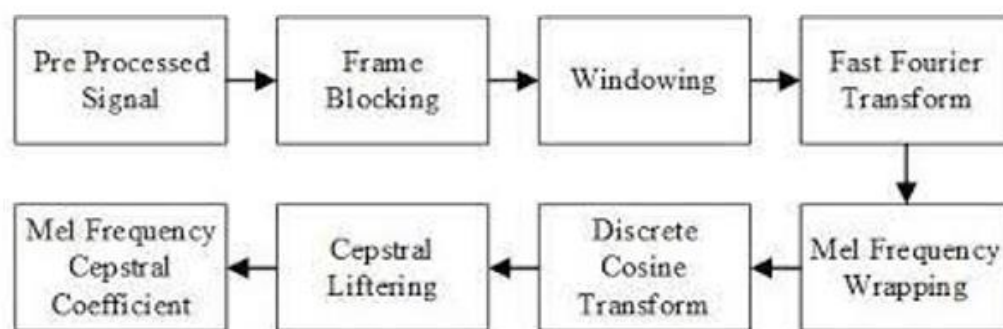 Pre Processed
Signal
Frame
Blocking
Windowing
Fast Fourier
Transform
Mel Frequency
Wrapping
Discrete
Cosine
Transform
Cepstral
Liftering
Mel Frequency
Cepstral
Coefficient